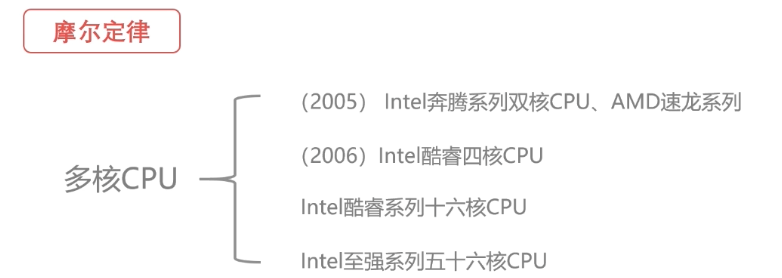 摩尔定律
多核CPU
（2005） Intel奔腾系列双核CPU、AMD速龙系列
（2006）Intel酷睿四核CPU
Intel酷睿系列十六核CPU
Intel至强系列五十六核CPU